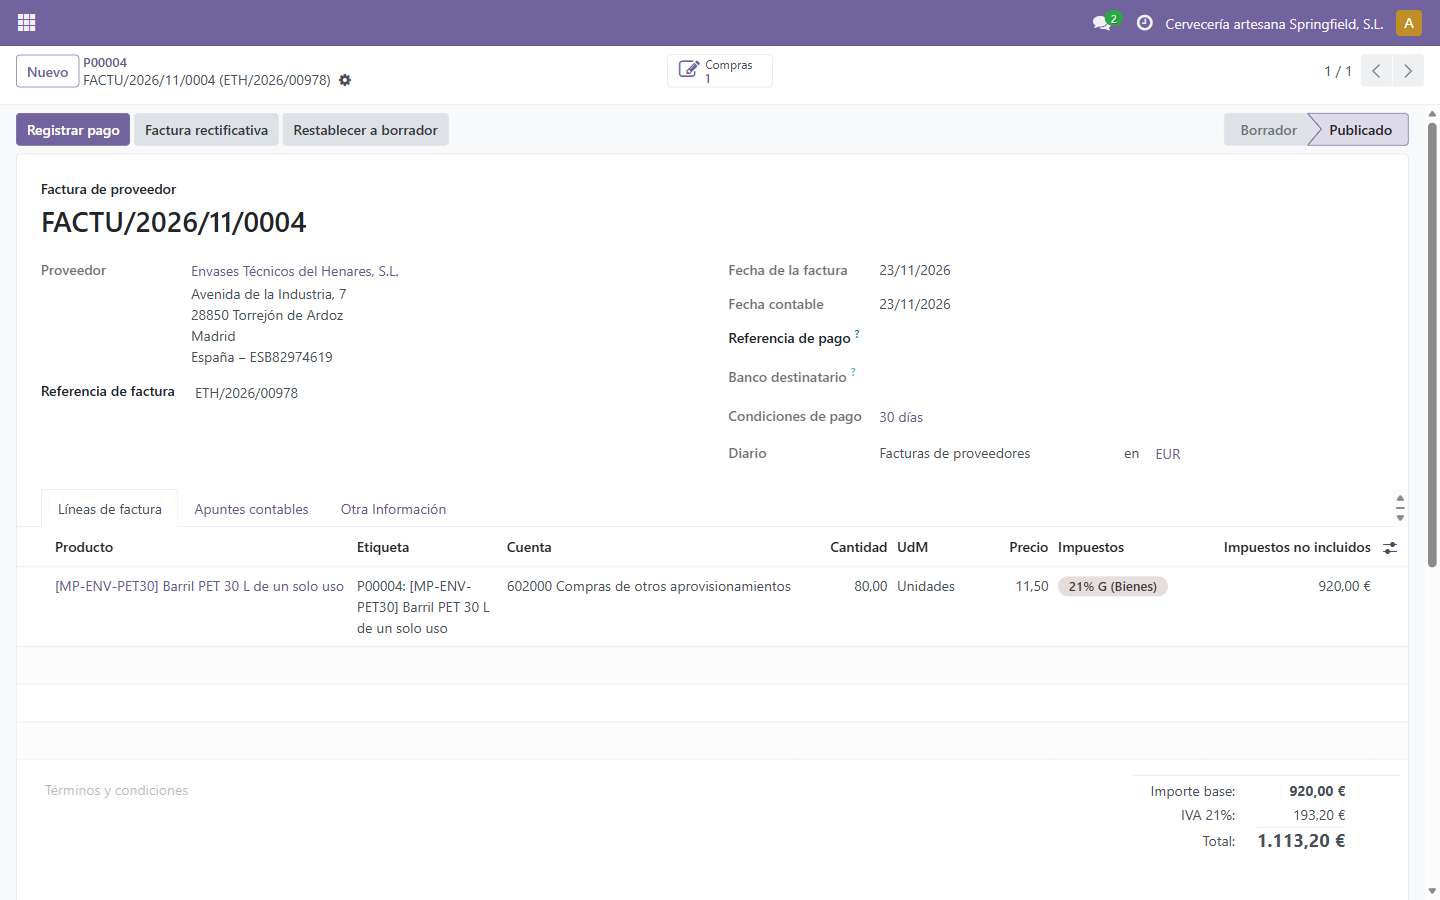 2
Cervecería artesana Springfield, S.L.
A
Nuevo
P00004
FACTU/2026/11/0004 (ETH/2026/00978)
Compras
1
1 / 1
Registrar pago
Factura rectificativa
Restablecer a borrador
Borrador
Publicado
Factura de proveedor
FACTU/2026/11/0004
Proveedor
Envases Técnicos del Henares, S.L.
Avenida de la Industria, 7
28850 Torrejón de Ardoz
Madrid
España – ESB82974619
Referencia de factura
ETH/2026/00978
Fecha de la factura
23/11/2026
Fecha contable
23/11/2026
Referencia de pago ?
Banco destinatario ?
Condiciones de pago
30 días
Diario
Facturas de proveedores
en
EUR
Líneas de factura
Apuntes contables
Otra Información
Producto
Etiqueta
Cuenta
Cantidad
UdM
Precio
Impuestos
Impuestos no incluidos
[MP-ENV-PET30] Barril PET 30 L de un solo uso
P00004: [MP-ENV-
PET30] Barril PET 30 L
de un solo uso
602000 Compras de otros aprovisionamientos
80,00
Unidades
11,50
21% G (Bienes)
920,00 €
Términos y condiciones
Importe base:
920,00 €
IVA 21%:
193,20 €
Total:
1.113,20 €